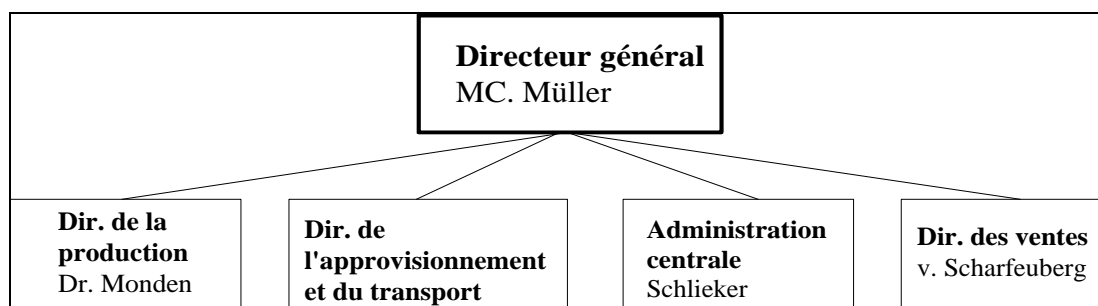 Directeur général
MC. Müller
Dir. de la
production
Dr. Monden
Dir. de
l'approvisionnement
et du transport
Administration
centrale
Schlieker
Dir. des ventes
v. Scharfeuberg